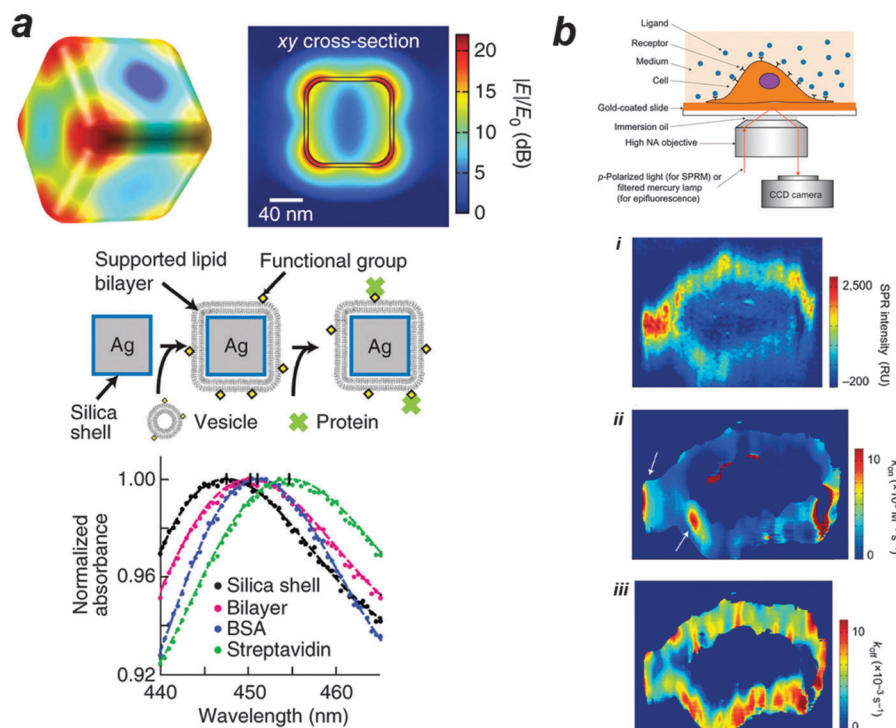 a
xy cross-section
20
15
10
5
0
|E|/E0 (dB)
40 nm
Supported lipid
bilayer
Functional group
Ag
Ag
Ag
Silica
shell
Vesicle
Protein
1.00
0.96
0.92
Normalized
absorbance
Silica shell
Bilayer
BSA
Streptavidin
440
450
460
Wavelength (nm)
b
Ligand
Receptor
Medium
Cell
Gold-coated slide
Immersion oil
High NA objective
p-Polarized light (for SPRM) or
filtered mercury lamp
(for epifluorescence)
CCD camera
i
2,500
–200
SPR intensity
(RU)
ii
10
0
iii
10
0
koff (×10⁻³ s⁻¹)